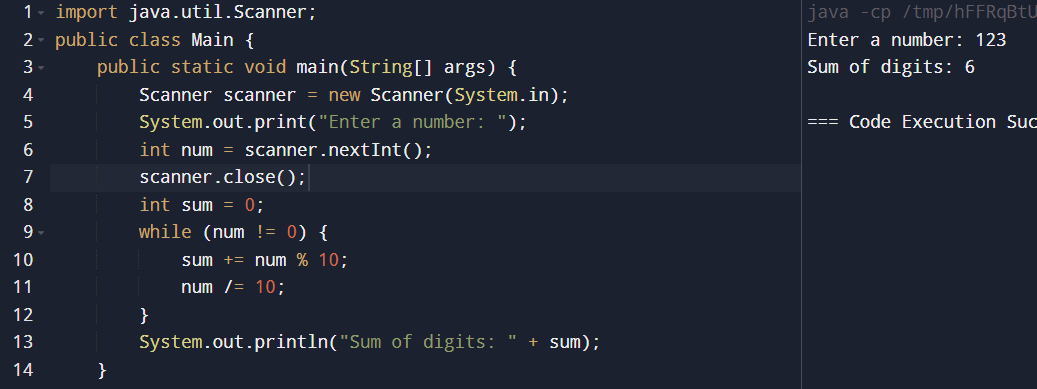 1 import java.util.Scanner;
2 public class Main {
3 public static void main(String[] args) {
4 Scanner scanner = new Scanner(System.in);
5 System.out.print("Enter a number: ");
6 int num = scanner.nextInt();
7 scanner.close();
8 int sum = 0;
9 while (num != 0) {
10 sum += num % 10;
11 num /= 10;
12 }
13 System.out.println("Sum of digits: " + sum);
14 }
java -cp /tmp/hFFRqBtU
Enter a number: 123
Sum of digits: 6
=== Code Execution Suc